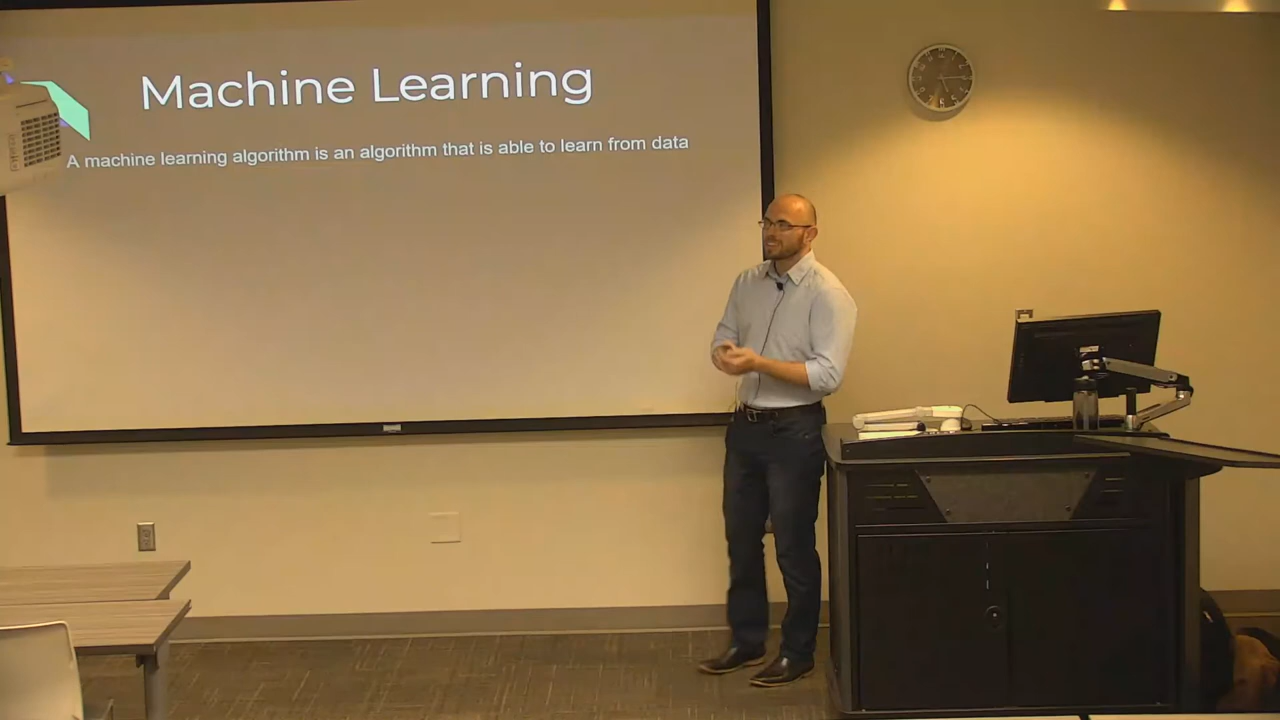 Machine Learning
A machine learning algorithm is an algorithm that is able to learn from data